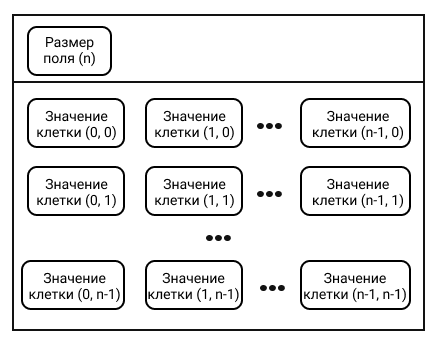 Размер
поля (n)
Значение
клетки (0, 0)
Значение
клетки (1, 0)
•••
Значение
клетки (n-1, 0)
Значение
клетки (0, 1)
Значение
клетки (1, 1)
•••
Значение
клетки (n-1, 1)
•••
Значение
клетки (0, n-1)
Значение
клетки (1, n-1)
•••
Значение
клетки (n-1, n-1)